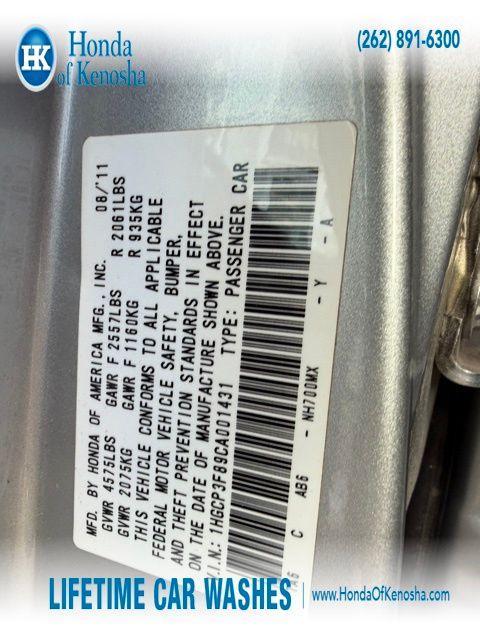 HK
Honda
of Kenosha
(262) 891-6300
MFD. BY HONDA OF AMERICA MFG., INC. 08/'11
GVWR 4575LBS GAWR F 2557LBS R 2061LBS
GVWR 2075KG GAWR F 1160KG R 935KG
THIS VEHICLE CONFORMS TO ALL APPLICABLE
FEDERAL MOTOR VEHICLE SAFETY, BUMPER,
AND THEFT PREVENTION STANDARDS IN EFFECT
ON THE DATE OF MANUFACTURE SHOWN ABOVE.
V.I.N.: 1HGCP3F89CA001431 TYPE: PASSENGER CAR
C AB6 - NH700MX - Y - A
LIFETIME CAR WASHES | www.HondaOfKenosha.com